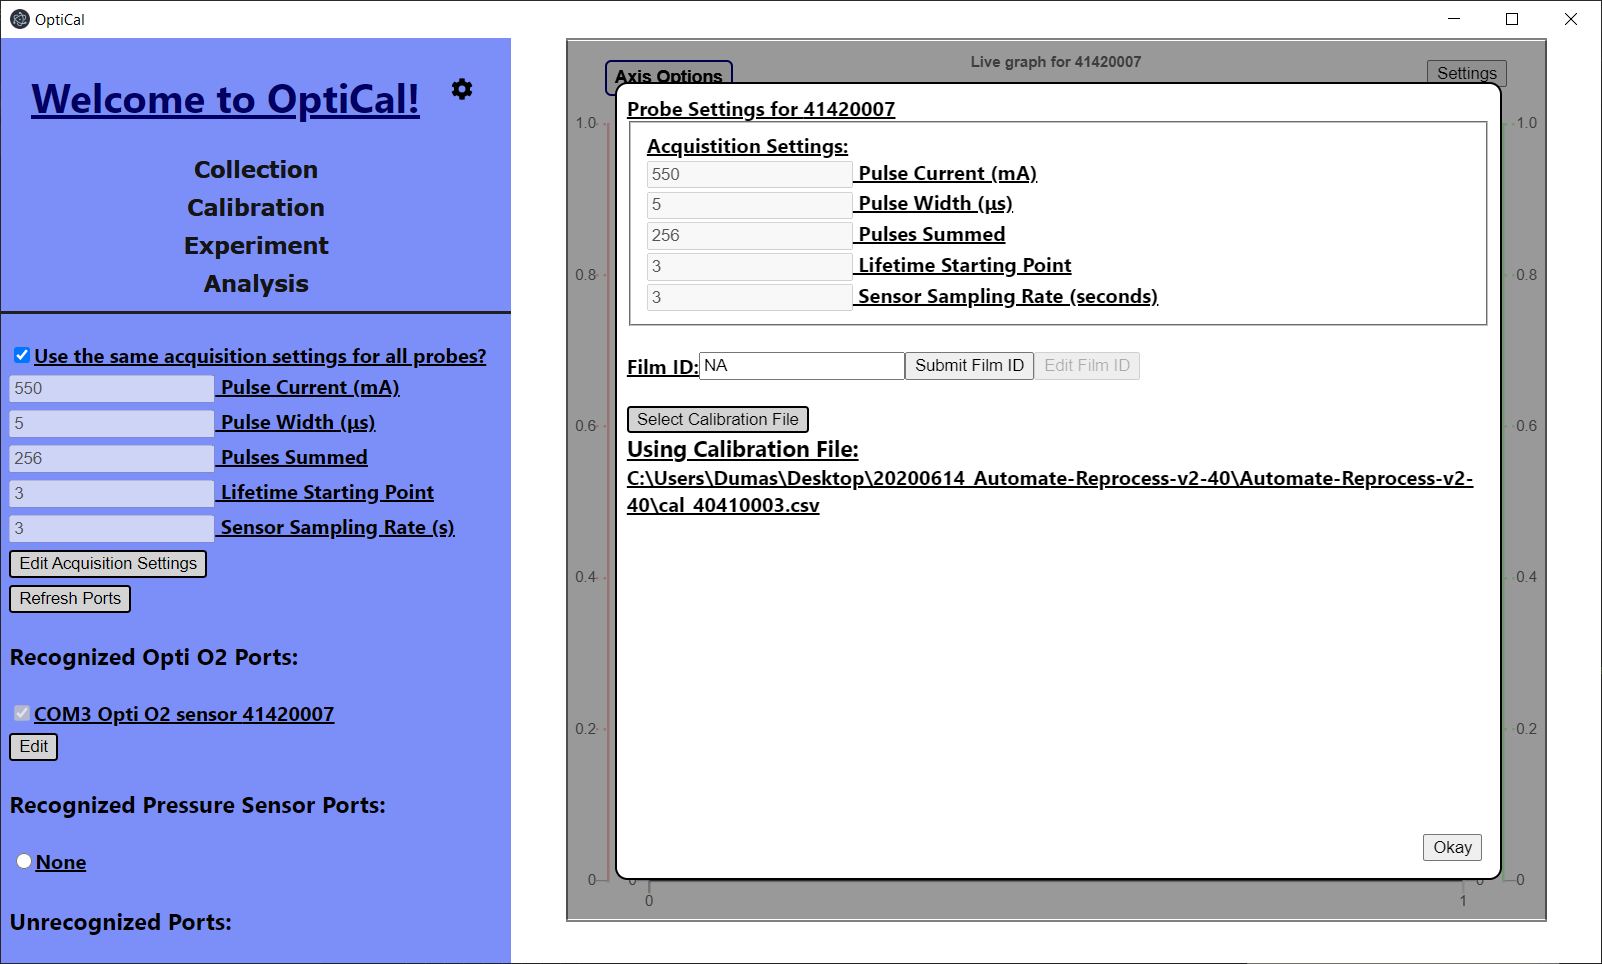 OptiCal
Welcome to OptiCal!
Collection
Calibration
Experiment
Analysis
Use the same acquisition settings for all probes?
550 Pulse Current (mA)
5 Pulse Width (µs)
256 Pulses Summed
3 Lifetime Starting Point
3 Sensor Sampling Rate (s)
Edit Acquisition Settings
Refresh Ports
Recognized Opti O2 Ports:
COM3 Opti O2 sensor 41420007
Edit
Recognized Pressure Sensor Ports:
None
Unrecognized Ports:
Live graph for 41420007
Axis Options
Settings
Probe Settings for 41420007
Acquistition Settings:
550 Pulse Current (mA)
5 Pulse Width (µs)
256 Pulses Summed
3 Lifetime Starting Point
3 Sensor Sampling Rate (seconds)
Film ID: NA Submit Film ID Edit Film ID
Select Calibration File
Using Calibration File:
C:\Users\Dumas\Desktop\20200614_Automate-Reprocess-v2-40\Automate-Reprocess-v2-
40\cal_40410003.csv
Okay
1.0 1.0
0.8 0.8
0.6 0.6
0.4 0.4
0.2 0.2
0 0 0 0
0 1